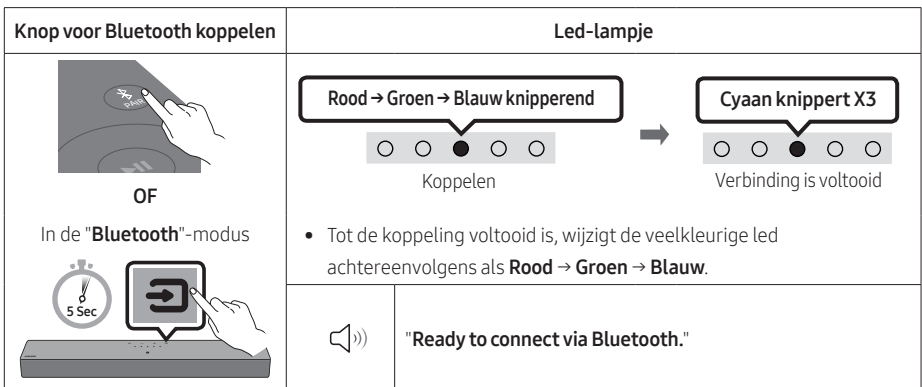 Knop voor Bluetooth koppelen
Led-lampje
PAIR
OF
In de "Bluetooth"-modus
5 Sec
Rood → Groen → Blauw knipperend
Koppelen
Cyaan knippert X3
Verbinding is voltooid
• Tot de koppeling voltooid is, wijzigt de veelkleurige led
achtereenvolgens als Rood → Groen → Blauw.
"Ready to connect via Bluetooth."